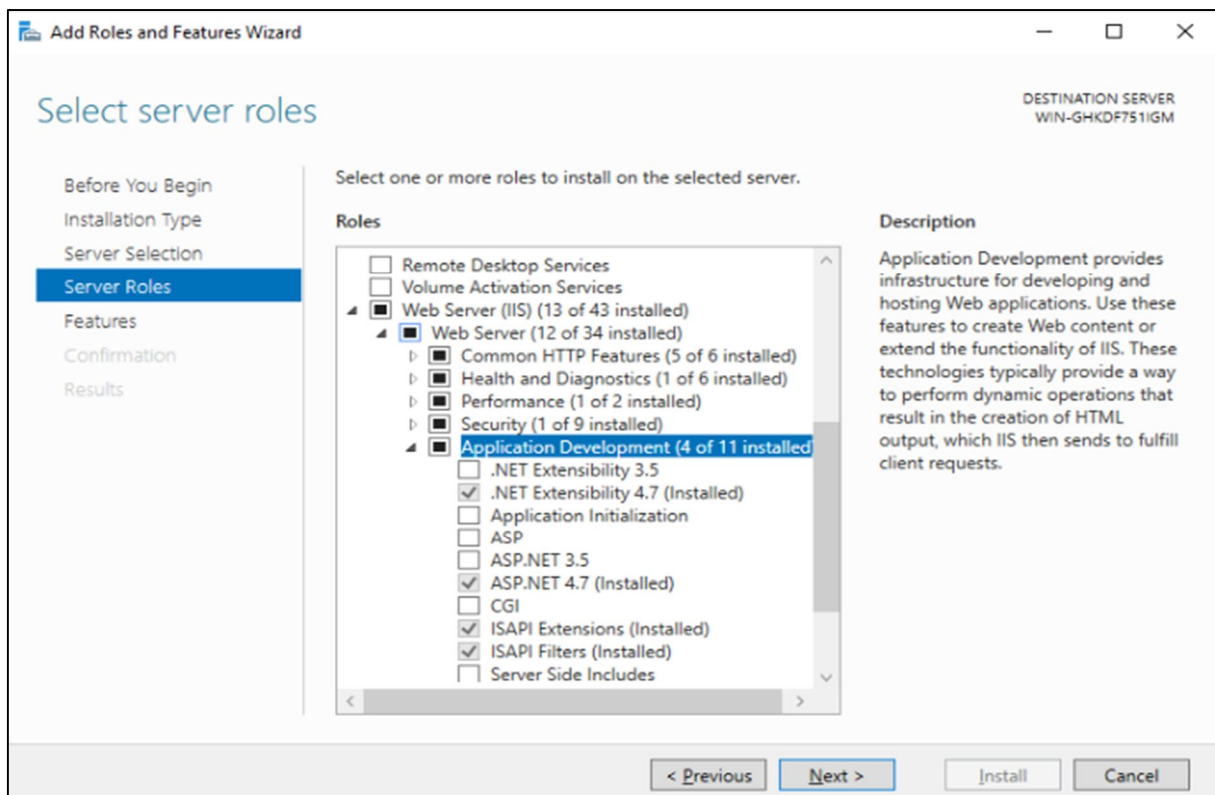 Add Roles and Features Wizard
Select server roles
DESTINATION SERVER
WIN-GHKDF751IGM
Before You Begin
Installation Type
Server Selection
Server Roles
Features
Confirmation
Results
Select one or more roles to install on the selected server.
Roles
Remote Desktop Services
Volume Activation Services
Web Server (IIS) (13 of 43 installed)
Web Server (12 of 34 installed)
Common HTTP Features (5 of 6 installed)
Health and Diagnostics (1 of 6 installed)
Performance (1 of 2 installed)
Security (1 of 9 installed)
Application Development (4 of 11 installed
.NET Extensibility 3.5
.NET Extensibility 4.7 (Installed)
Application Initialization
ASP
ASP.NET 3.5
ASP.NET 4.7 (Installed)
CGI
ISAPI Extensions (Installed)
ISAPI Filters (Installed)
Server Side Includes
Description
Application Development provides
infrastructure for developing and
hosting Web applications. Use these
features to create Web content or
extend the functionality of IIS. These
technologies typically provide a way
to perform dynamic operations that
result in the creation of HTML
output, which IIS then sends to fulfill
client requests.
< Previous
Next >
Install
Cancel